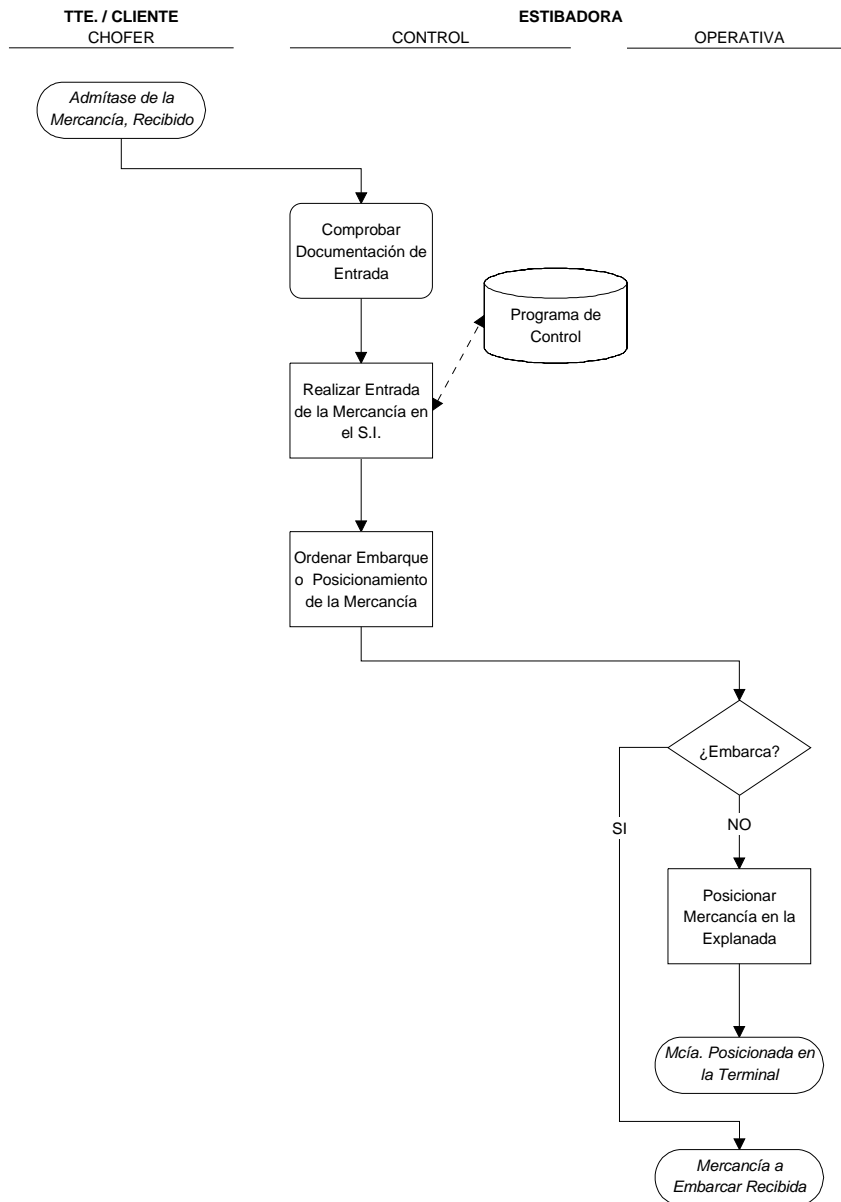 TTE. / CLIENTE
ESTIBADORA
CHOFER
CONTROL
OPERATIVA
Admítase de la
Mercancía, Recibido
Comprobar
Documentación de
Entrada
Programa de
Control
Realizar Entrada
de la Mercancía en
el S.I.
Ordenar Embarque
o Posicionamiento
de la Mercancía
¿Embarca?
SI
NO
Posicionar
Mercancía en la
Explanada
Mcía. Posicionada en
la Terminal
Mercancía a
Embarcar Recibida